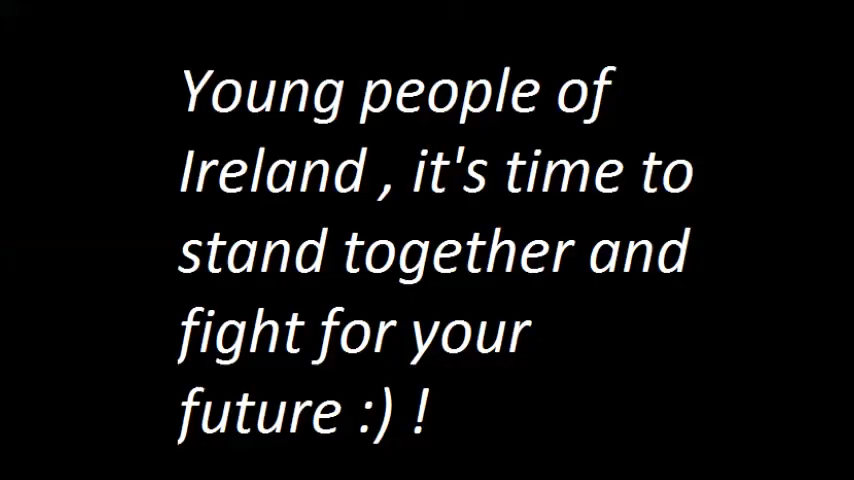 Young people of
Ireland , it's time to
stand together and
fight for your
future :) !